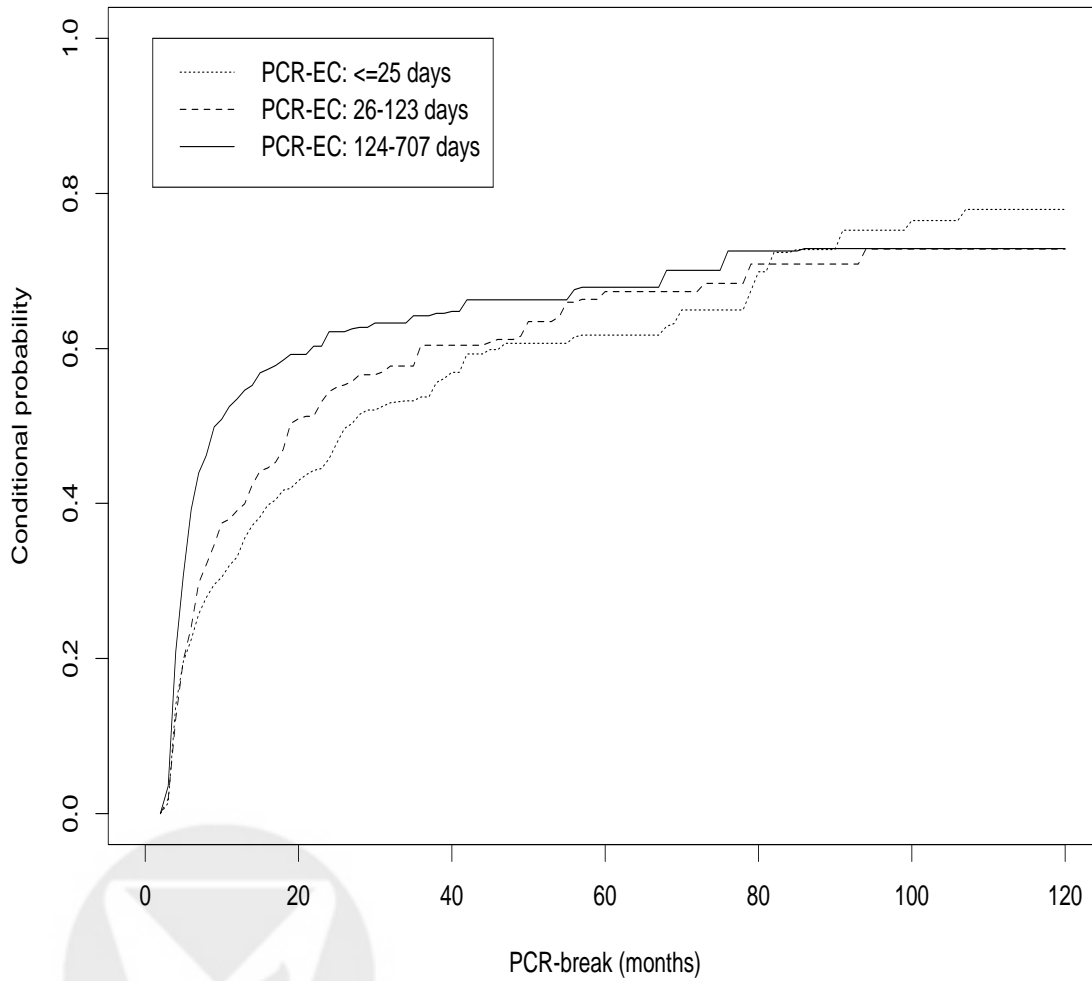 PCR-EC: <=25 days
PCR-EC: 26-123 days
PCR-EC: 124-707 days
Conditional probability
1.0
0.8
0.6
0.4
0.2
0.0
0 20 40 60 80 100 120
PCR-break (months)